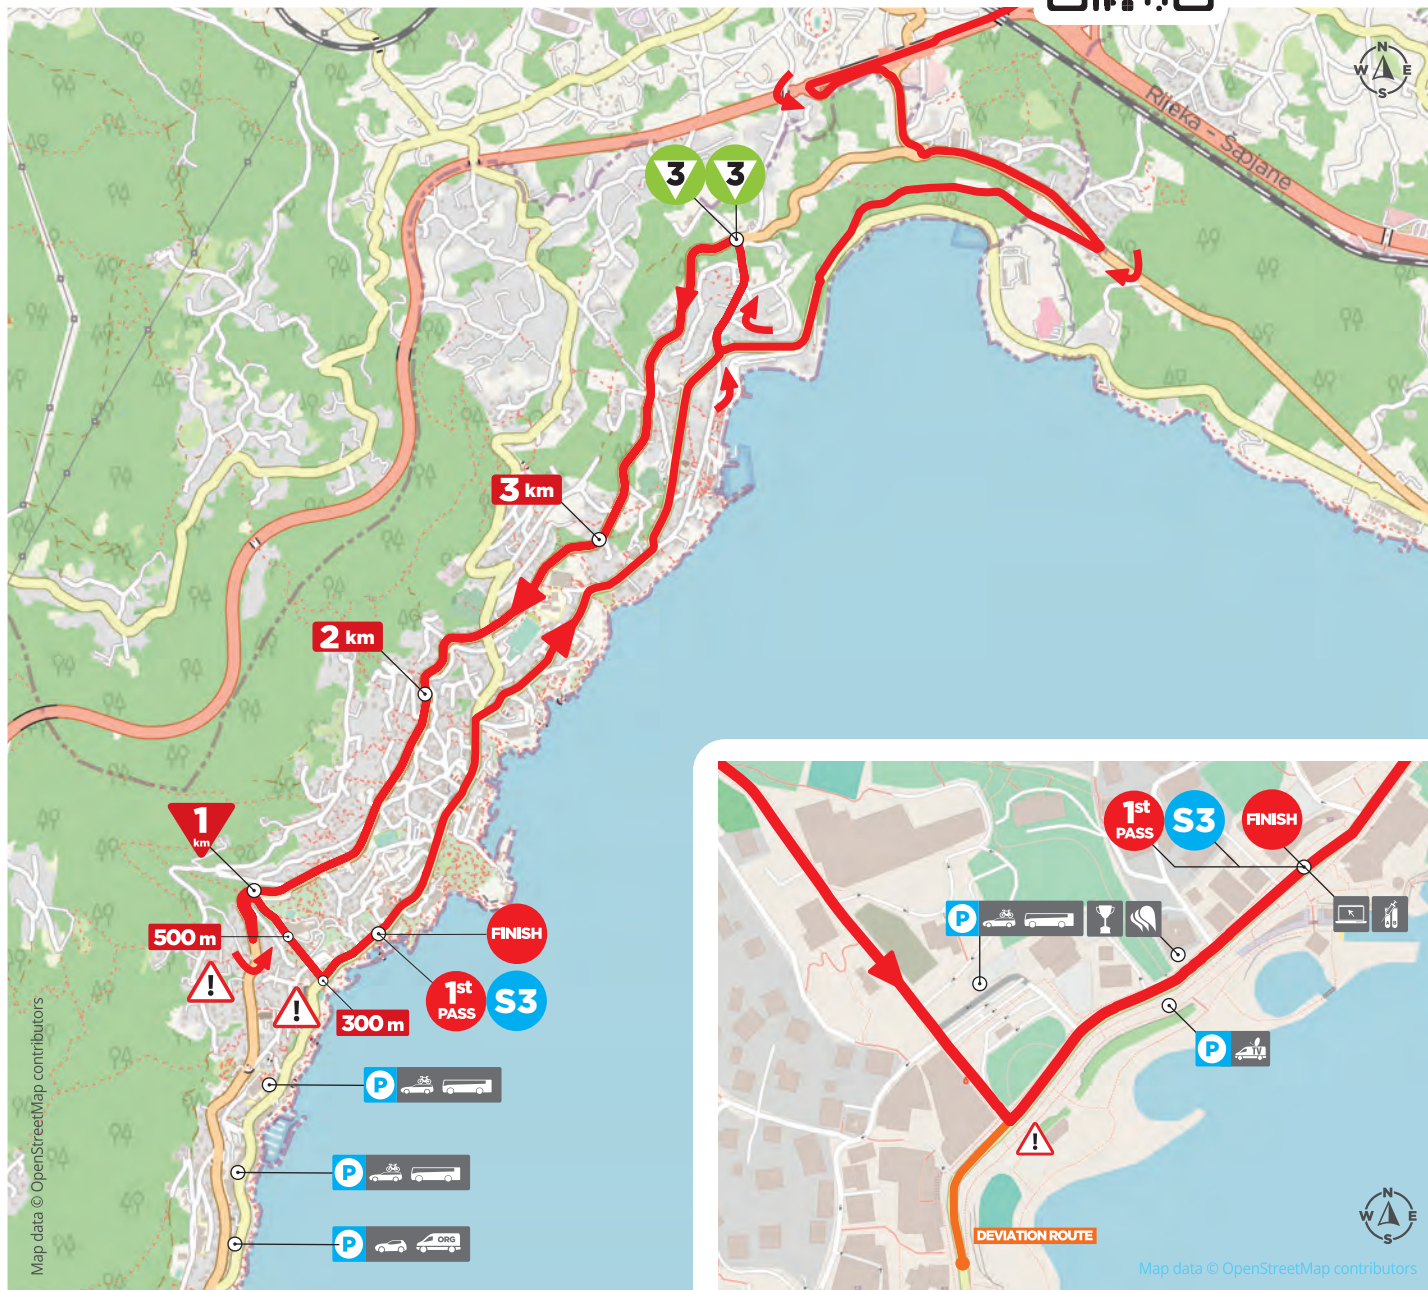 N
W E
S
Rijeka - Šapjane
3 3
3 km
2 km
1
km
500 m
FINISH
1st
PASS
S3
300 m
P
P
P ORG
Map data © OpenStreetMap contributors
1st
PASS
S3
FINISH
P
P TV
DEVIATION ROUTE
N
W E
S
Map data © OpenStreetMap contributors